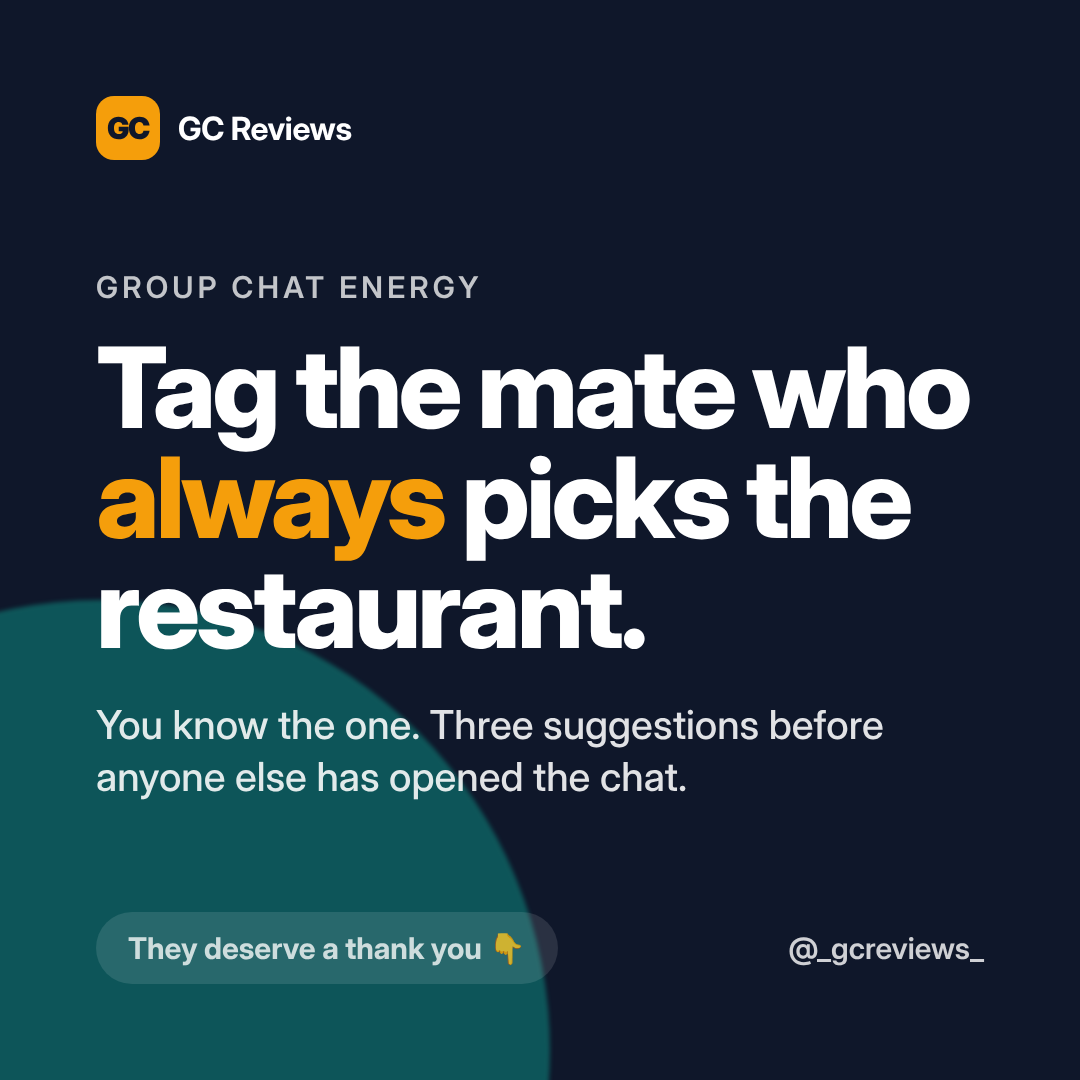 GC GC Reviews
GROUP CHAT ENERGY
Tag the mate who
always picks the
restaurant.
You know the one. Three suggestions before
anyone else has opened the chat.
They deserve a thank you 👇
@_gcreviews_